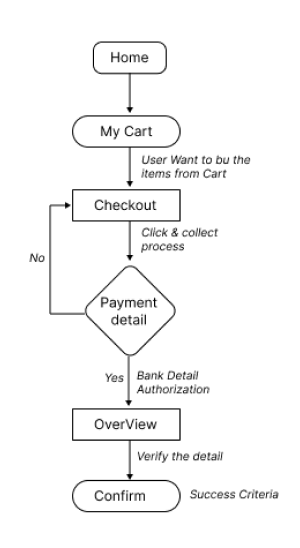 Home
My Cart
User Want to bu the
items from Cart
Checkout
Click & collect
process
No
Payment
detail
Yes
Bank Detail
Authorization
OverView
Verify the detail
Confirm
Success Criteria